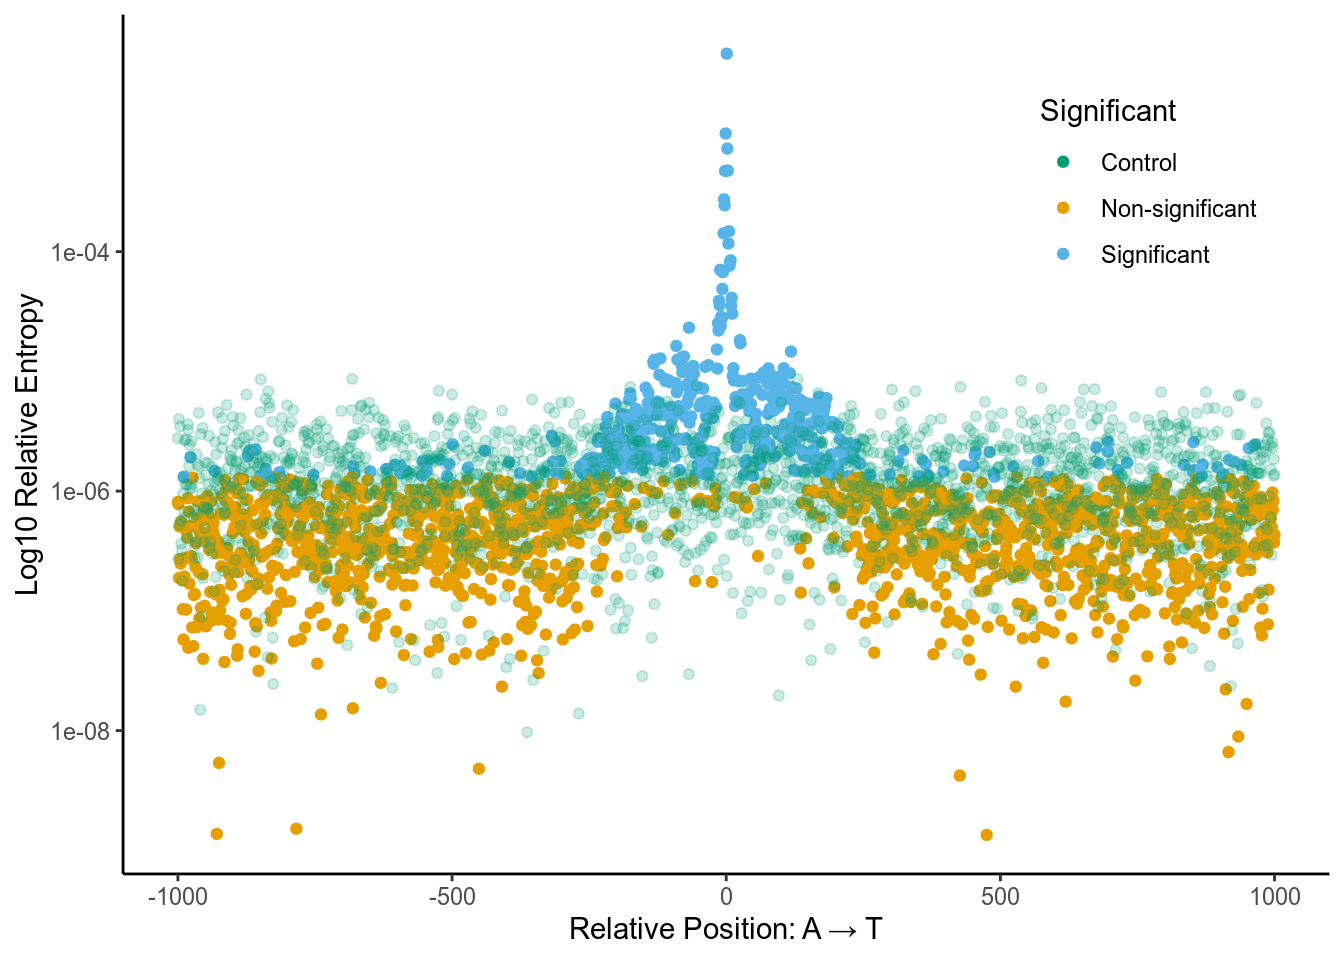 Significant
Control
Non-significant
Significant
1e-04
1e-06
1e-08
Log10 Relative Entropy
-1000
-500
0
500
1000
Relative Position: A → T